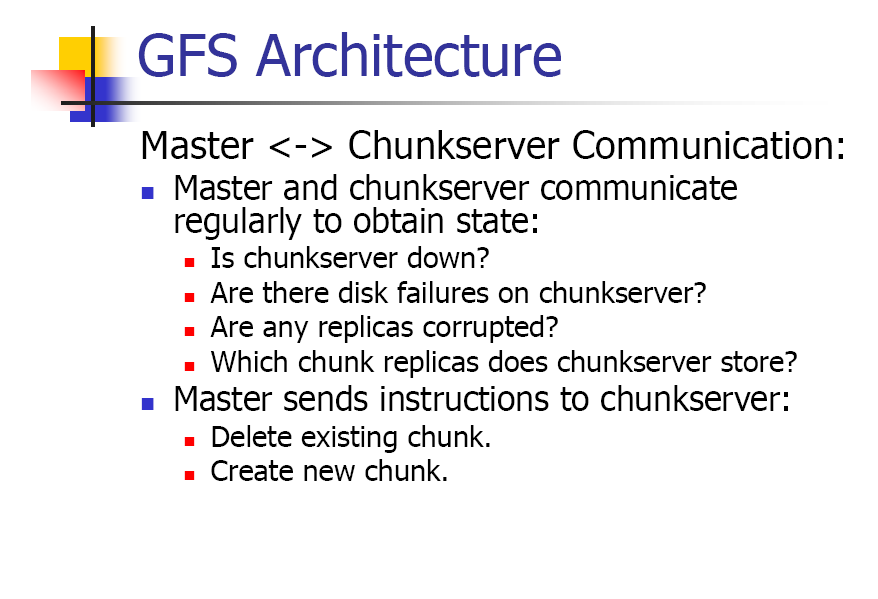 GFS Architecture
Master <-> Chunkserver Communication:
Master and chunkserver communicate
regularly to obtain state:
Is chunkserver down?
Are there disk failures on chunkserver?
Are any replicas corrupted?
Which chunk replicas does chunkserver store?
Master sends instructions to chunkserver:
Delete existing chunk.
Create new chunk.